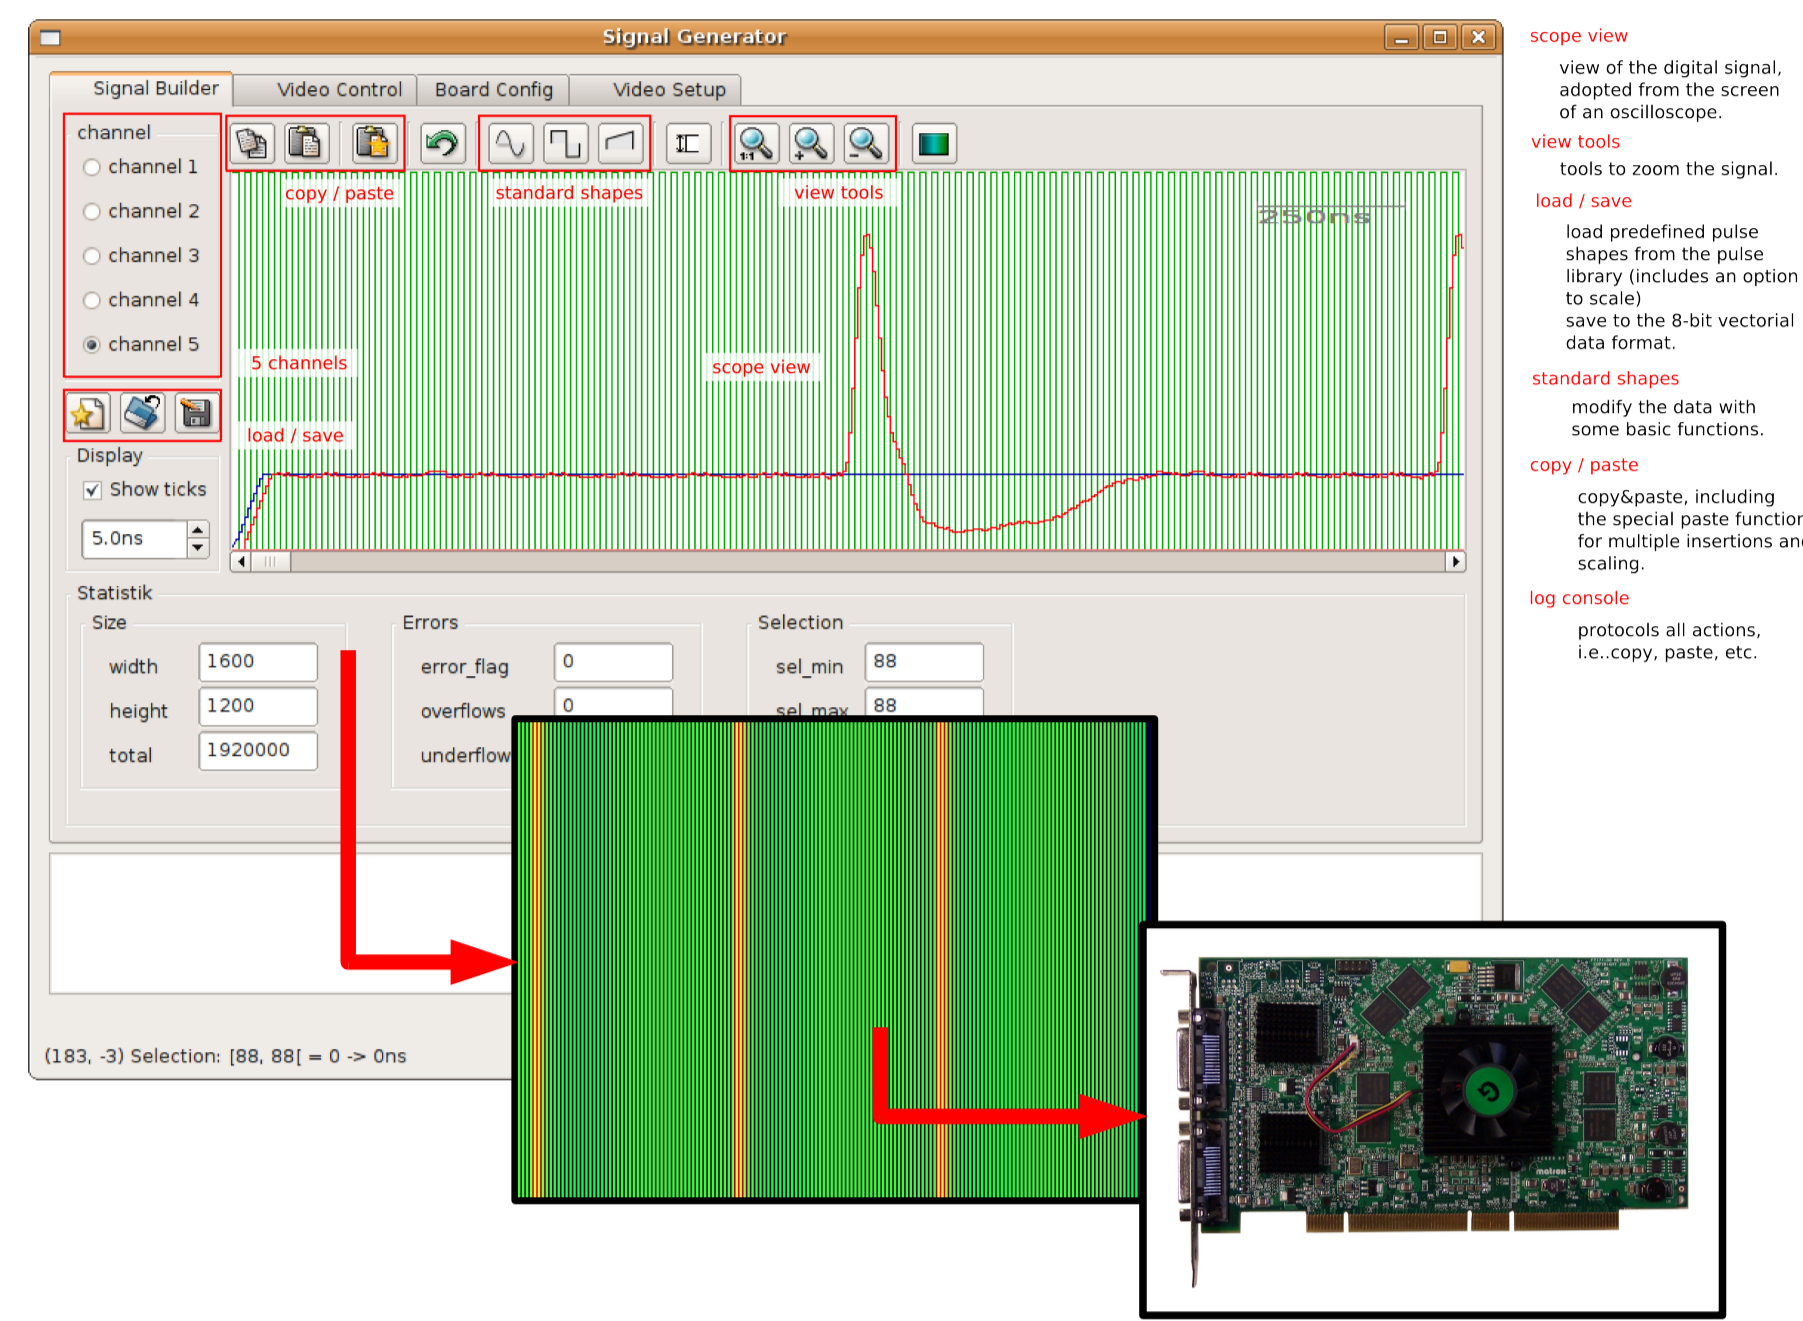 Signal Generator
Signal Builder
Video Control
Board Config
Video Setup
channel
channel 1
channel 2
channel 3
channel 4
channel 5
1:1
copy / paste
standard shapes
view tools
250ns
5 channels
scope view
load / save
Display
Show ticks
5.0ns
Statistik
Size
width
1600
height
1200
total
1920000
Errors
error_flag
0
overflows
0
underflow
Selection
sel_min
88
sel_max
88
(183, -3) Selection: [88, 88[ = 0 -> 0ns
matrox
scope view
view of the digital signal,
adopted from the screen
of an oscilloscope.
view tools
tools to zoom the signal.
load / save
load predefined pulse
shapes from the pulse
library (includes an option
to scale)
save to the 8-bit vectorial
data format.
standard shapes
modify the data with
some basic functions.
copy / paste
copy&paste, including
the special paste function
for multiple insertions and
scaling.
log console
protocols all actions,
i.e..copy, paste, etc.